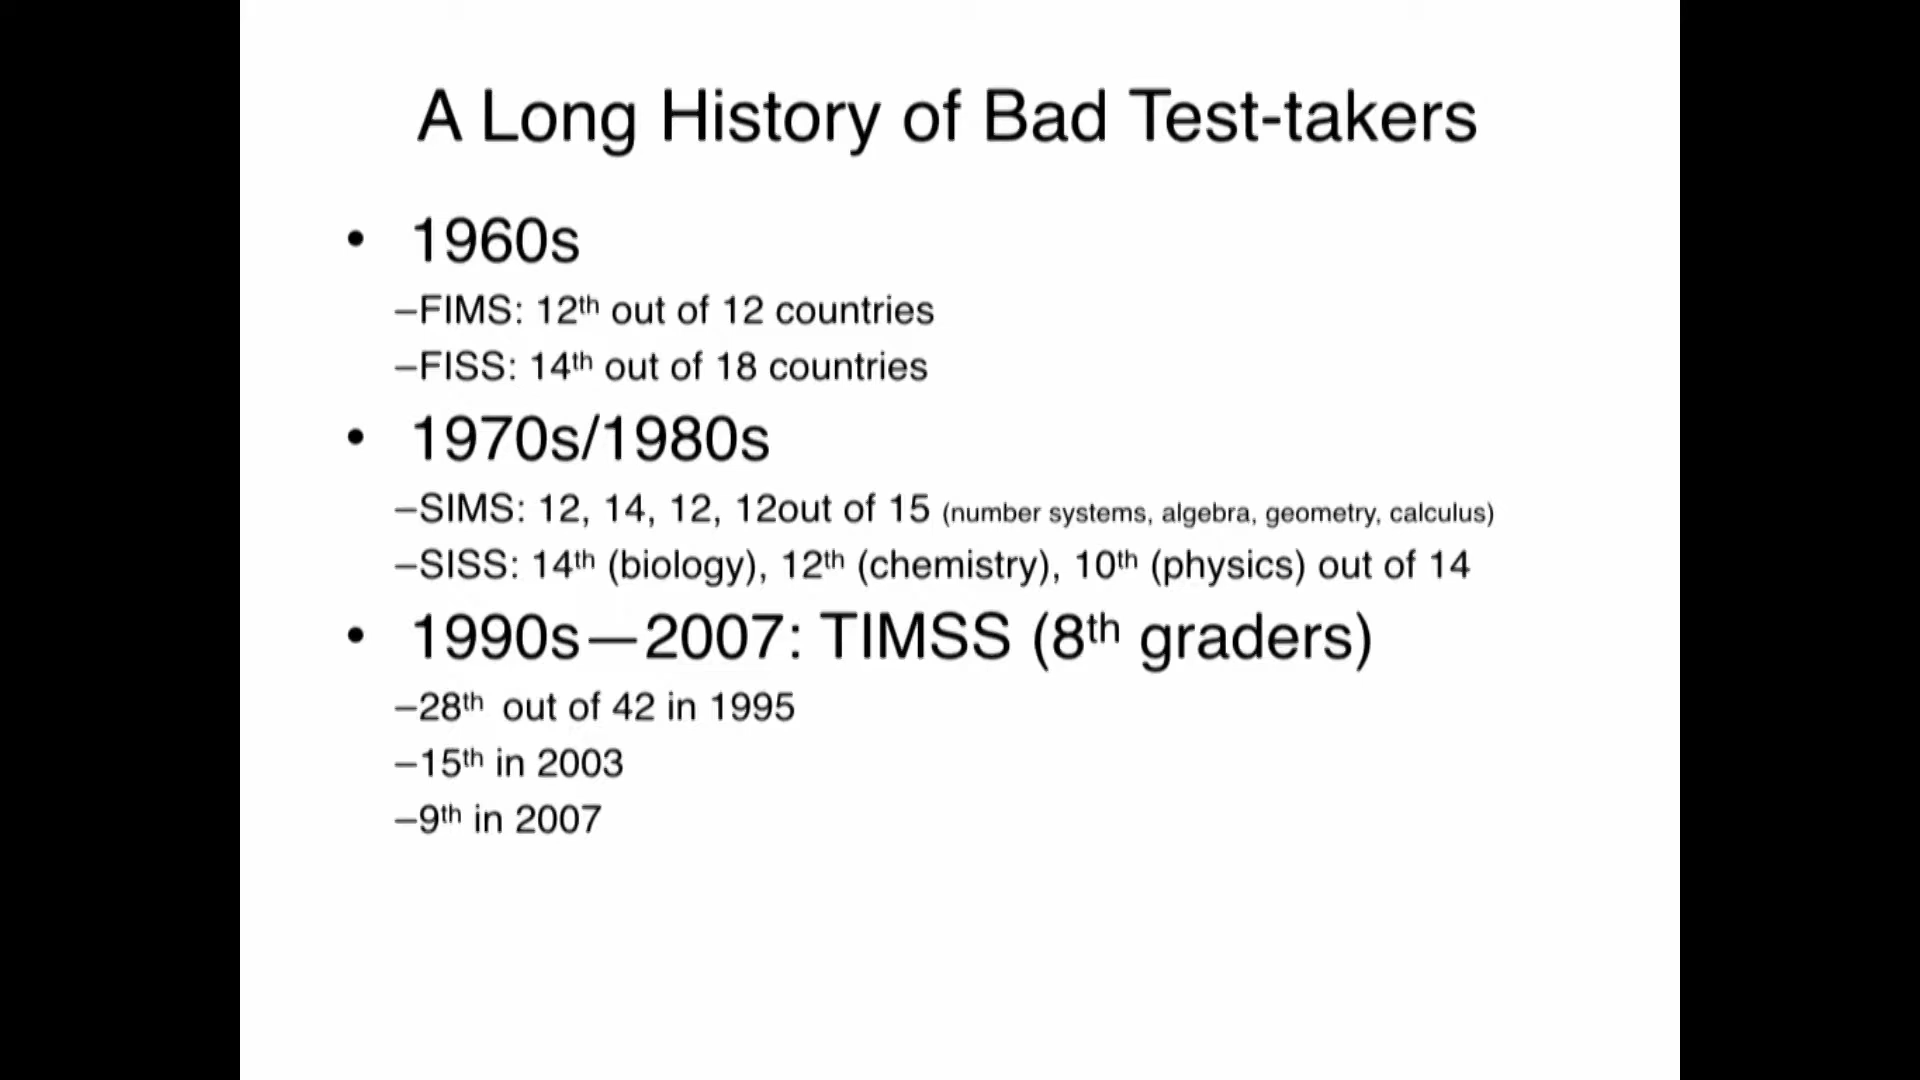 A Long History of Bad Test-takers
• 1960s
–FIMS: 12th out of 12 countries
–FISS: 14th out of 18 countries
• 1970s/1980s
–SIMS: 12, 14, 12, 12out of 15 (number systems, algebra, geometry, calculus)
–SISS: 14th (biology), 12th (chemistry), 10th (physics) out of 14
• 1990s—2007: TIMSS (8th graders)
–28th out of 42 in 1995
–15th in 2003
–9th in 2007